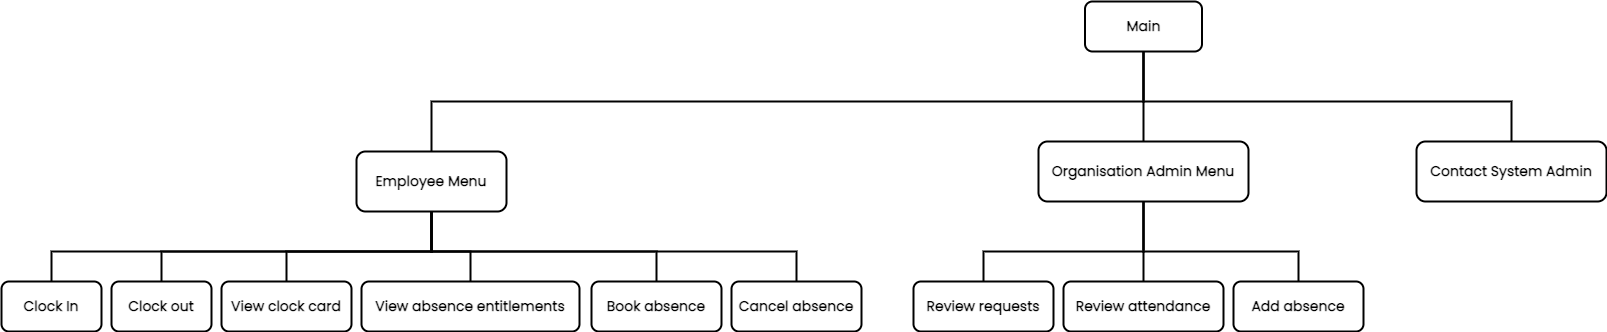 Main
Employee Menu
Organisation Admin Menu
Contact System Admin
Clock In
Clock out
View clock card
View absence entitlements
Book absence
Cancel absence
Review requests
Review attendance
Add absence